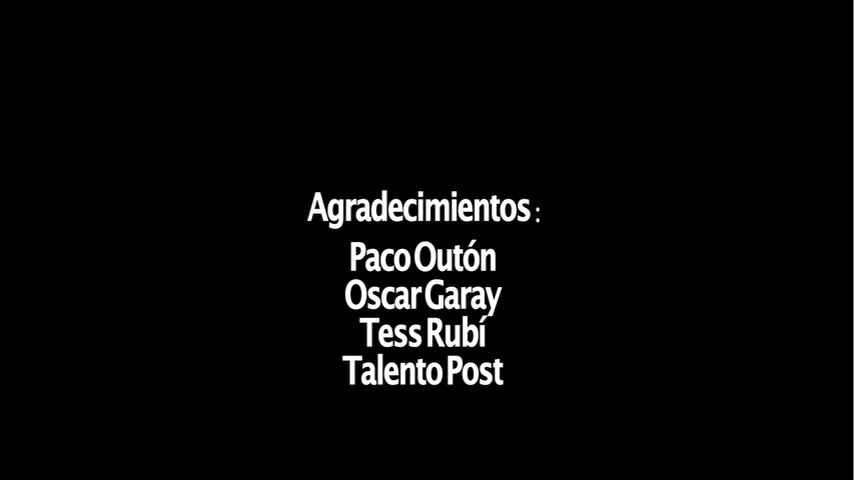 Agradecimientos :
Paco Outón
Oscar Garay
Tess Rubí
Talento Post